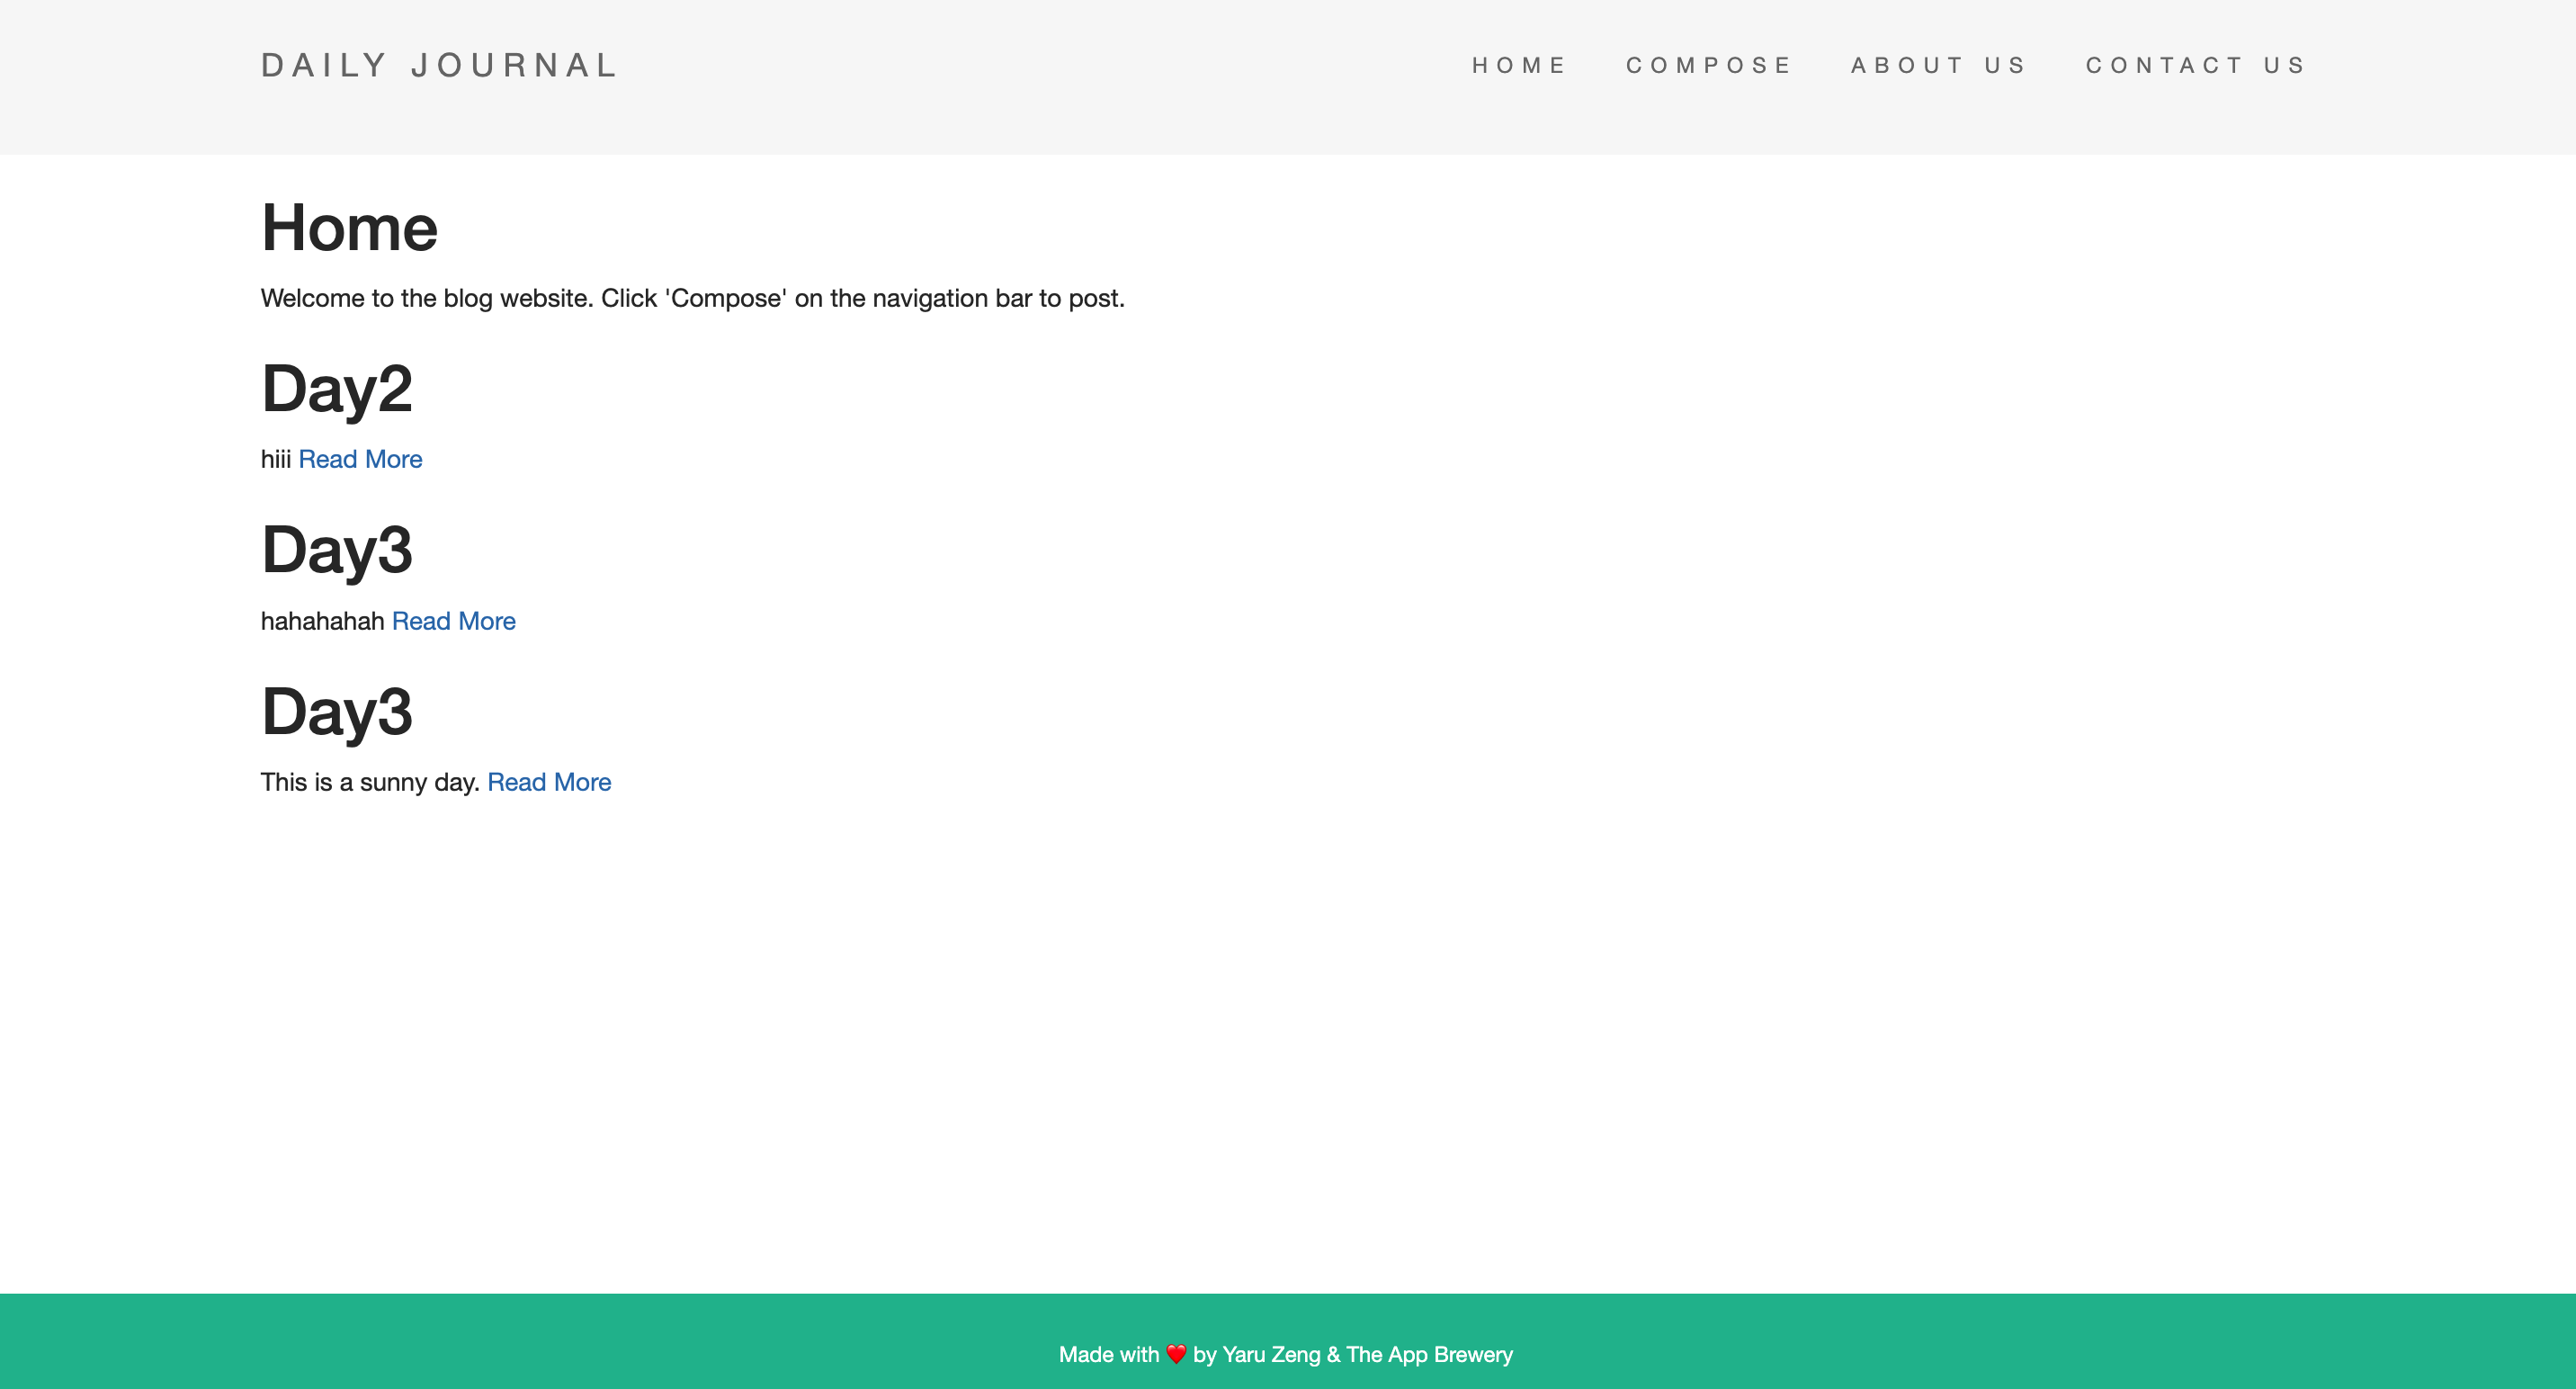 DAILY JOURNAL
HOME COMPOSE ABOUT US CONTACT US
Home
Welcome to the blog website. Click 'Compose' on the navigation bar to post.
Day2
hiii Read More
Day3
hahahahah Read More
Day3
This is a sunny day. Read More
Made with ❤️ by Yaru Zeng & The App Brewery